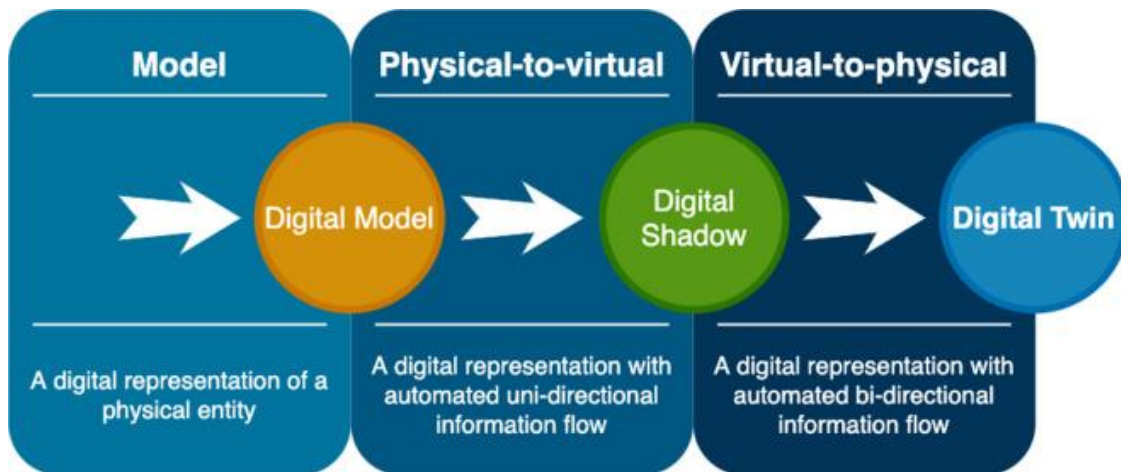 Model
Physical-to-virtual
Virtual-to-physical
Digital Model
Digital
Shadow
Digital Twin
A digital representation of a
physical entity
A digital representation with
automated uni-directional
information flow
A digital representation with
automated bi-directional
information flow